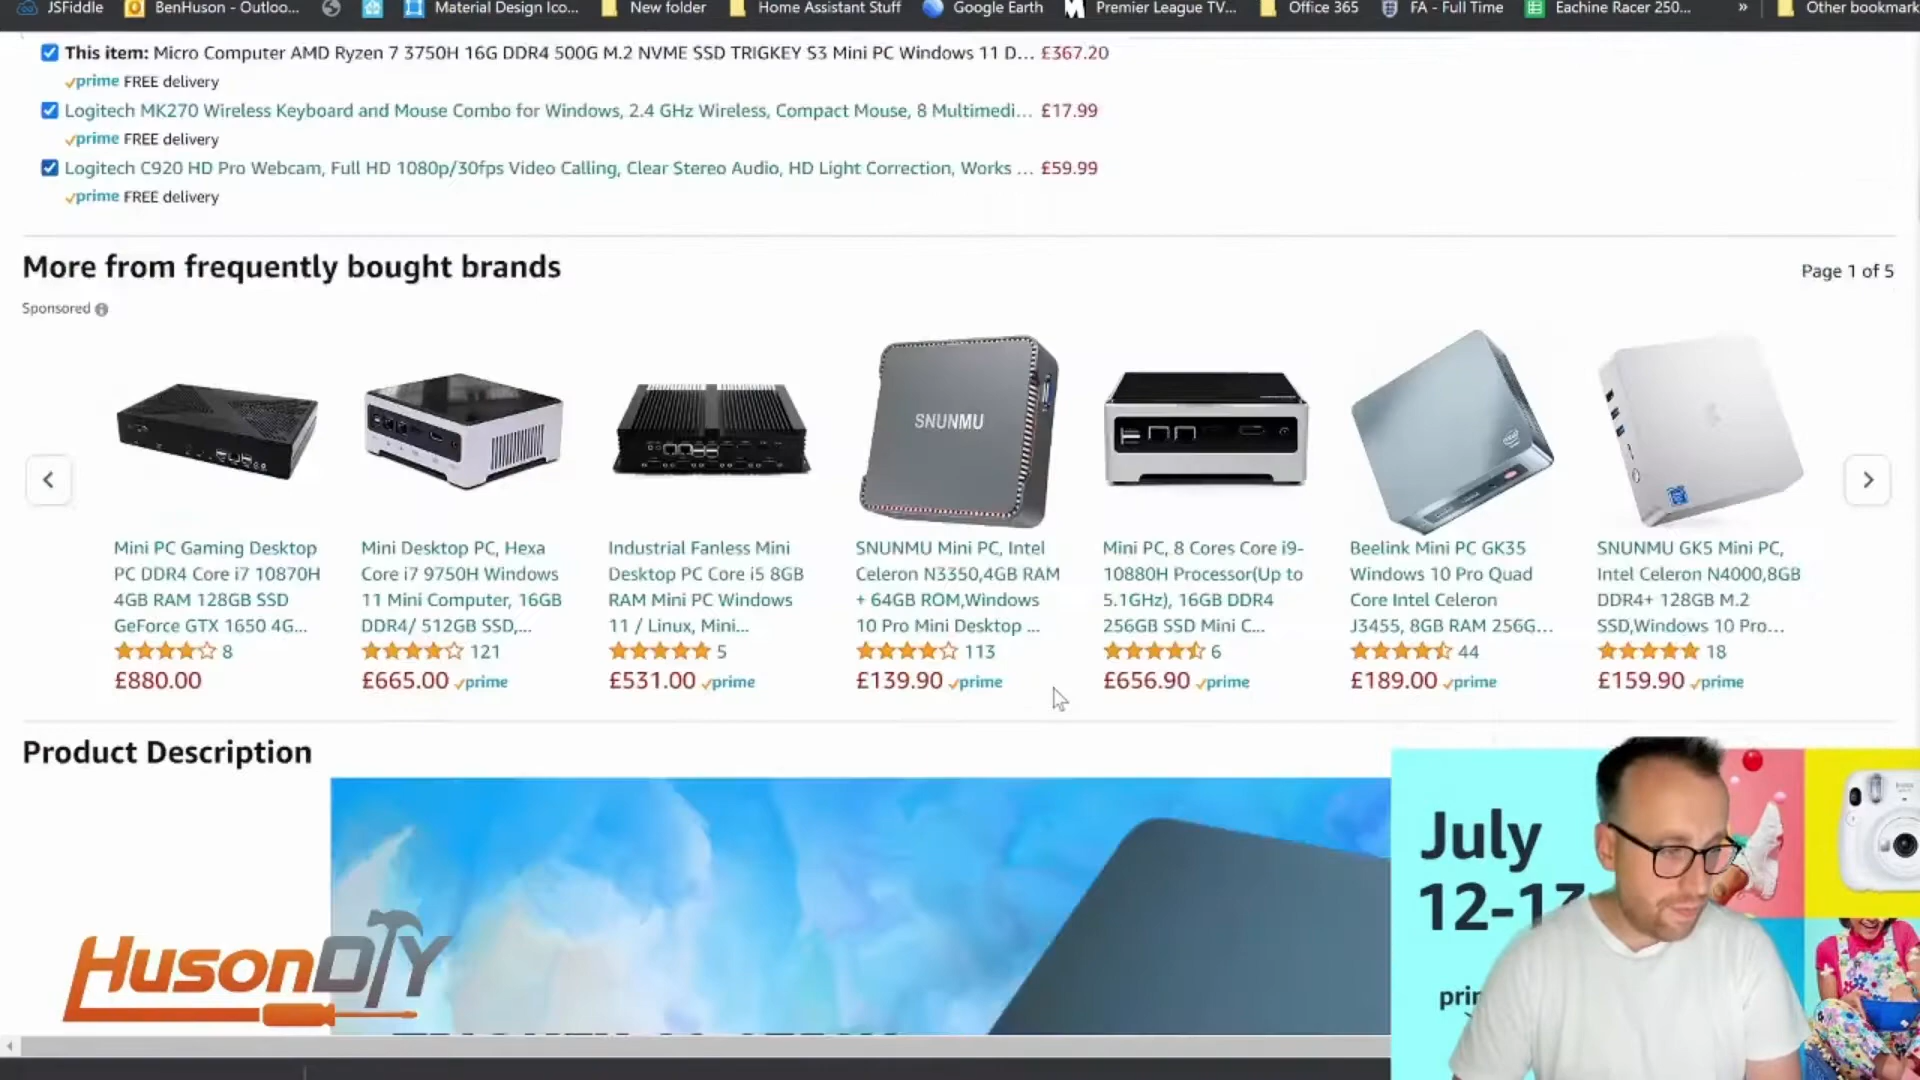 JSFiddle
BenHuson - Outloo...
Material Design Ico...
New folder
Home Assistant Stuff
Google Earth
Premier League TV...
Office 365
FA - Full Time
Eachine Racer 250...
»
Other bookmark
This item: Micro Computer AMD Ryzen 7 3750H 16G DDR4 500G M.2 NVME SSD TRIGKEY S3 Mini PC Windows 11 D... £367.20
prime FREE delivery
Logitech MK270 Wireless Keyboard and Mouse Combo for Windows, 2.4 GHz Wireless, Compact Mouse, 8 Multimedi... £17.99
prime FREE delivery
Logitech C920 HD Pro Webcam, Full HD 1080p/30fps Video Calling, Clear Stereo Audio, HD Light Correction, Works ... £59.99
prime FREE delivery
More from frequently bought brands
Page 1 of 5
Sponsored
SNUNMU
Mini PC Gaming Desktop
PC DDR4 Core i7 10870H
4GB RAM 128GB SSD
GeForce GTX 1650 4G...
8
£880.00
Mini Desktop PC, Hexa
Core i7 9750H Windows
11 Mini Computer, 16GB
DDR4/ 512GB SSD,...
121
£665.00 prime
Industrial Fanless Mini
Desktop PC Core i5 8GB
RAM Mini PC Windows
11 / Linux, Mini...
5
£531.00 prime
SNUNMU Mini PC, Intel
Celeron N3350,4GB RAM
+ 64GB ROM,Windows
10 Pro Mini Desktop ...
113
£139.90 prime
Mini PC, 8 Cores Core i9-
10880H Processor(Up to
5.1GHz), 16GB DDR4
256GB SSD Mini C...
6
£656.90 prime
Beelink Mini PC GK35
Windows 10 Pro Quad
Core Intel Celeron
J3455, 8GB RAM 256G...
44
£189.00 prime
SNUNMU GK5 Mini PC,
Intel Celeron N4000,8GB
DDR4+ 128GB M.2
SSD,Windows 10 Pro...
18
£159.90 prime
Product Description
July
12-13
prin
HusonDIY